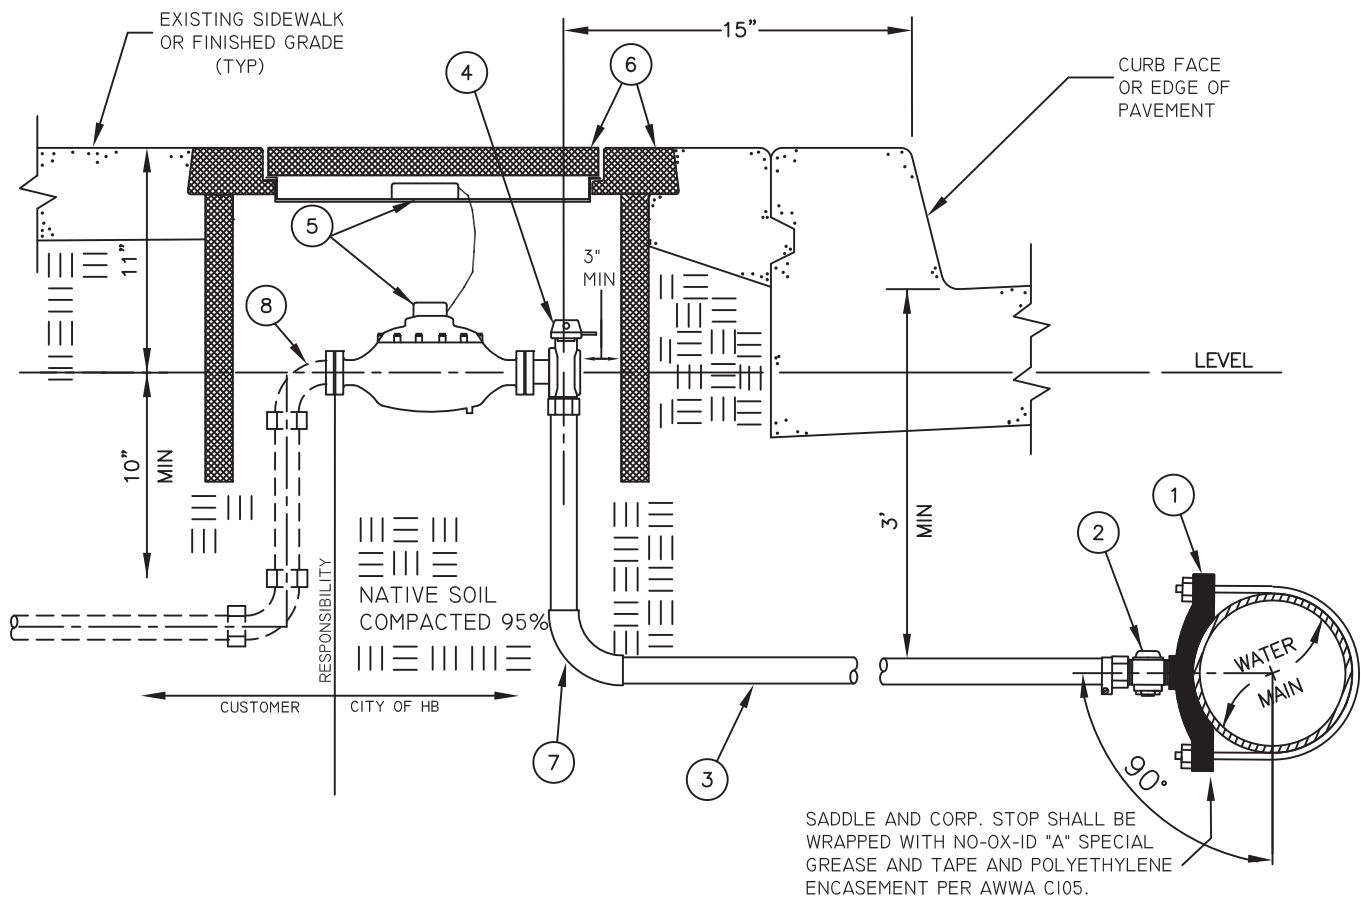 EXISTING SIDEWALK
OR FINISHED GRADE
(TYP)
4
6
15"
CURB FACE
OR EDGE OF
PAVEMENT
5
3"
MIN
11"
8
LEVEL
10"
MIN
3'
MIN
1
2
NATIVE SOIL
COMPACTED 95%
RESPONSIBILITY
CUSTOMER
CITY OF HB
WATER
MAIN
7
3
90°
SADDLE AND CORP. STOP SHALL BE
WRAPPED WITH NO-OX-ID "A" SPECIAL
GREASE AND TAPE AND POLYETHYLENE
ENCASEMENT PER AWWA C105.